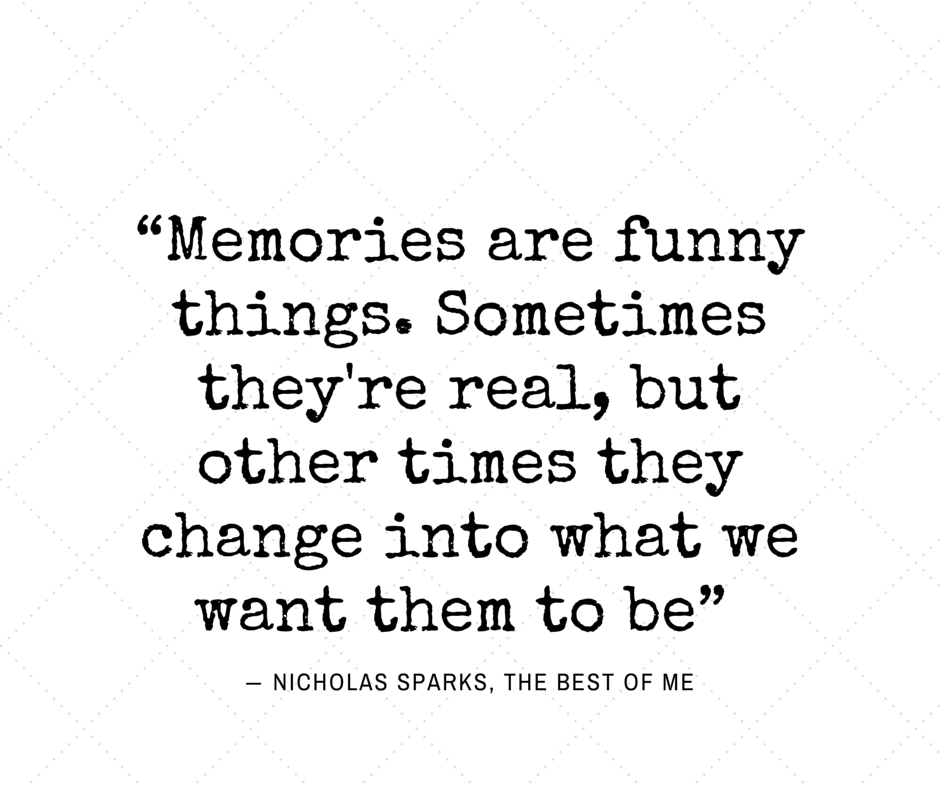 “Memories are funny
things. Sometimes
they're real, but
other times they
change into what we
want them to be”
— NICHOLAS SPARKS, THE BEST OF ME